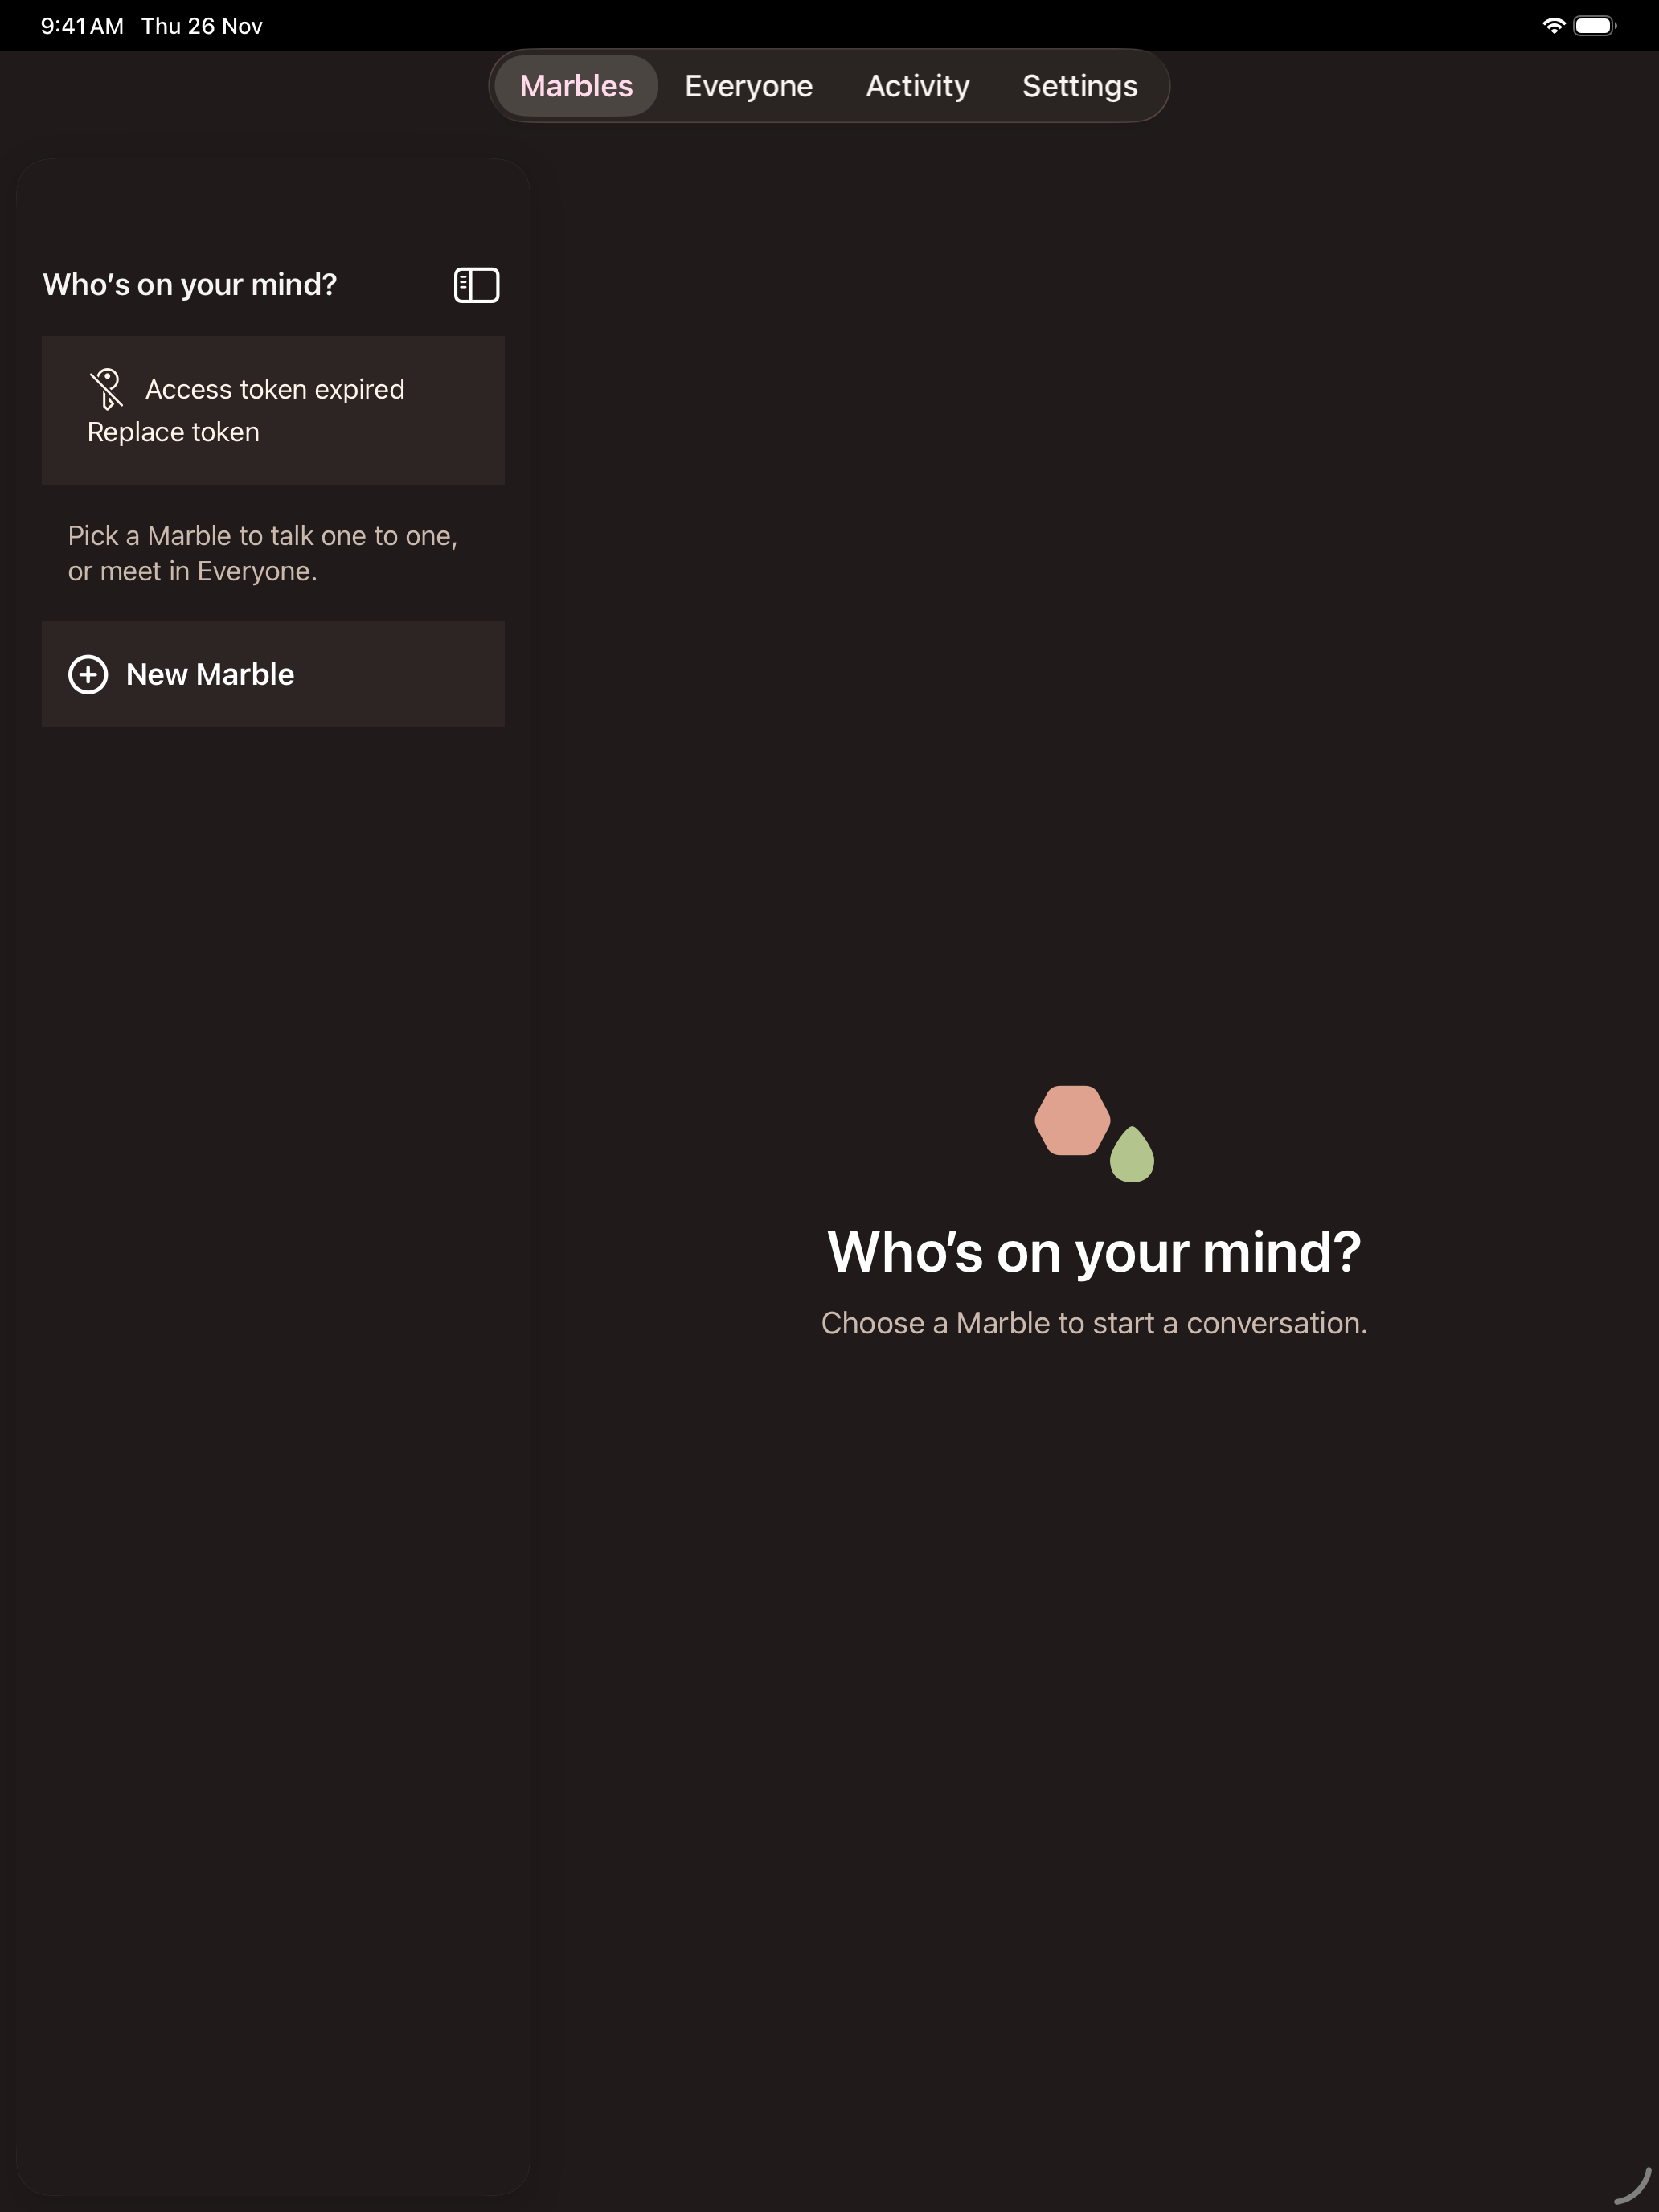 9:41 AM Thu 26 Nov
Marbles Everyone Activity Settings
Who’s on your mind?
Access token expired
Replace token
Pick a Marble to talk one to one,
or meet in Everyone.
New Marble
Who’s on your mind?
Choose a Marble to start a conversation.